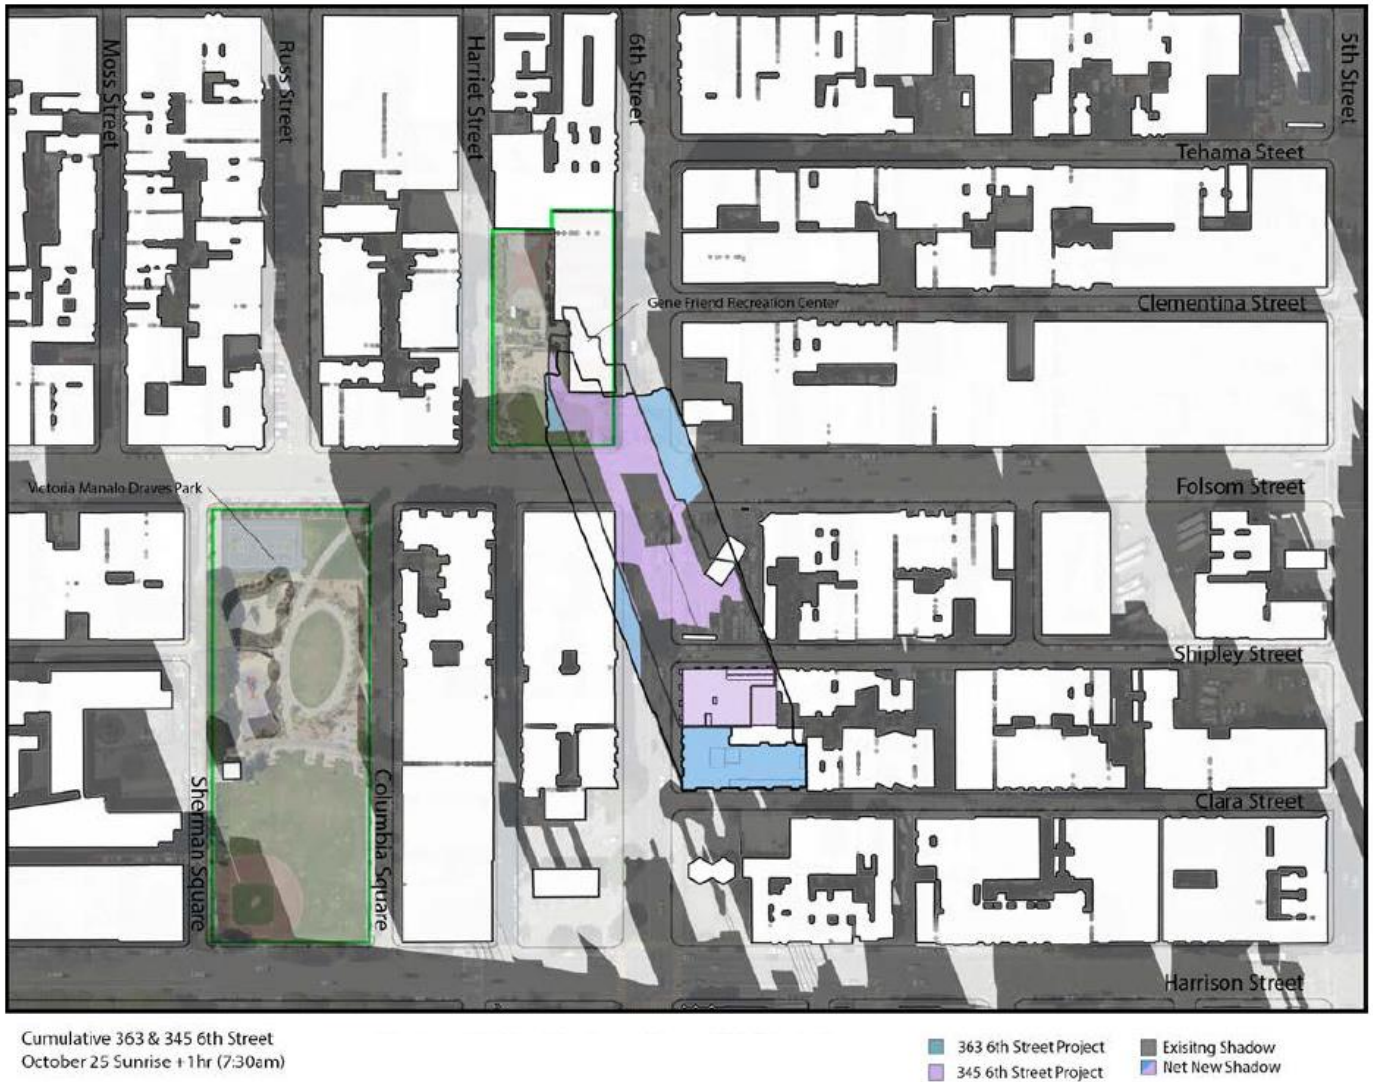 Moss Street
Russ Street
Harriet Street
6th Street
5th Street
Tehama Steet
Clementina Street
Gene Friend Recreation Center
Folsom Street
Victoria Manalo Draves Park
Shipley Street
Clara Street
Sherman Square
Columbia Square
Harrison Street
Cumulative 363 & 345 6th Street
October 25 Sunrise +1hr (7:30am)
363 6th Street Project
345 6th Street Project
Exisitng Shadow
Net New Shadow